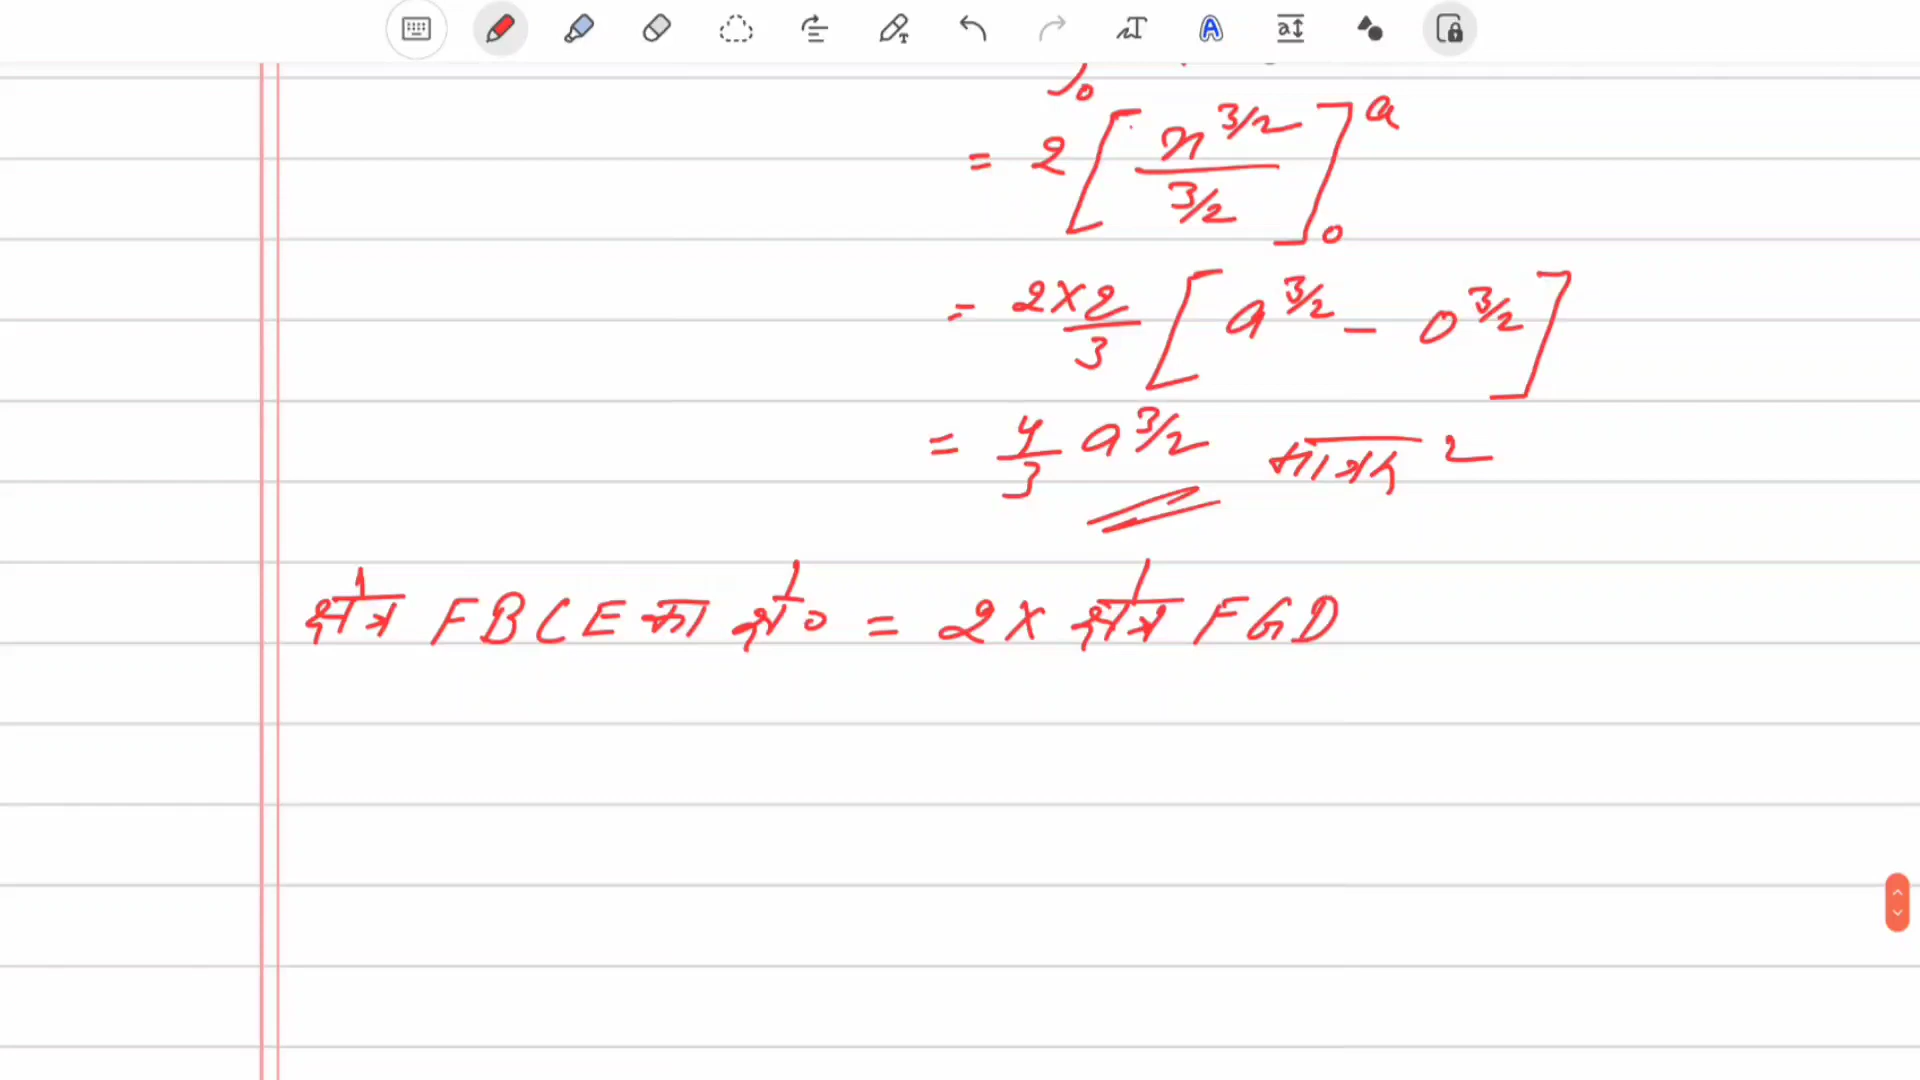 = 2 [ x^{3/2} / 3/2 ]_0^a
= 2×2/3 [ a^{3/2} - 0^{3/2} ]
= 4/3 a^{3/2} मात्रक²
क्षेत्र FBCE का क्षे० = 2 × क्षेत्र FGD